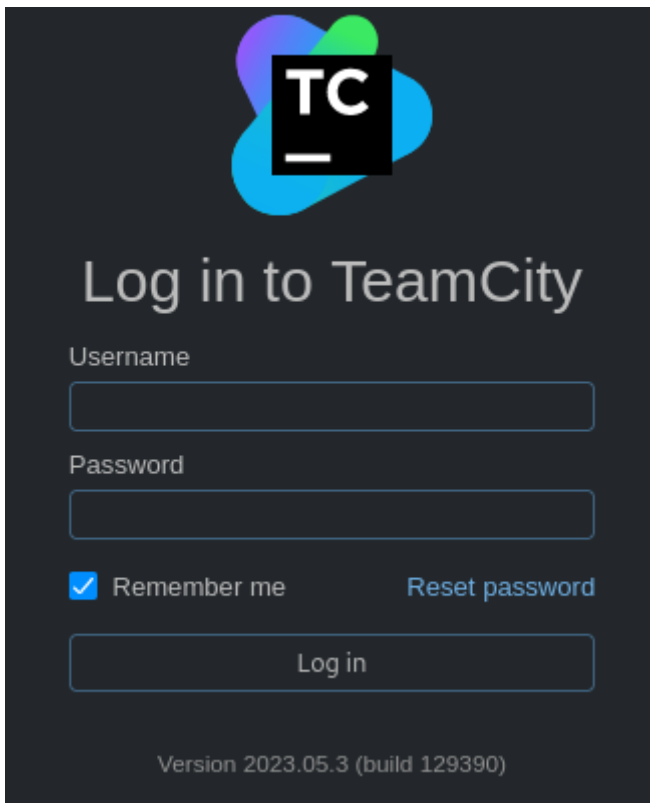 TC
Log in to TeamCity
Username
Password
Remember me Reset password
Log in
Version 2023.05.3 (build 129390)